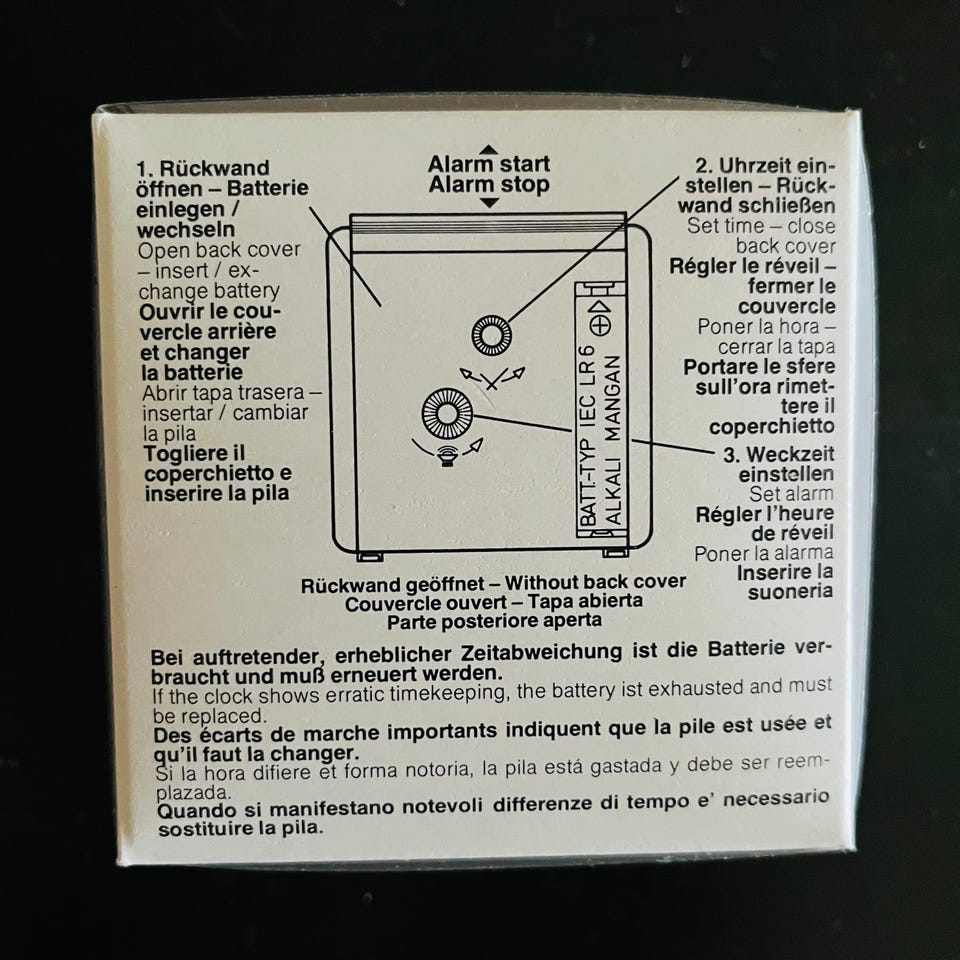 1. Rückwand
öffnen – Batterie
einlegen /
wechseln
Open back cover
– insert / ex-
change battery
Ouvrir le cou-
vercle arrière
et changer
la batterie
Abrir tapa trasera –
insertar / cambiar
la pila
Togliere il
coperchietto e
inserire la pila
Alarm start
Alarm stop
2. Uhrzeit ein-
stellen – Rück-
wand schließen
Set time – close
back cover
Régler le réveil –
fermer le
couvercle
Poner la hora –
cerrar la tapa
Portare le sfere
sull'ora rimet-
tere il
coperchietto
3. Weckzeit
einstellen
Set alarm
Régler l'heure
de réveil
Poner la alarma
Inserire la
suoneria
BATT.-TYP IEC LR6
ALKALI MANGAN
Rückwand geöffnet – Without back cover
Couvercle ouvert – Tapa abierta
Parte posteriore aperta
Bei auftretender, erheblicher Zeitabweichung ist die Batterie ver-
braucht und muß erneuert werden.
If the clock shows erratic timekeeping, the battery ist exhausted and must
be replaced.
Des écarts de marche importants indiquent que la pile est usée et
qu'il faut la changer.
Si la hora difiere et forma notoria, la pila está gastada y debe ser reem-
plazada.
Quando si manifestano notevoli differenze di tempo e' necessario
sostituire la pila.